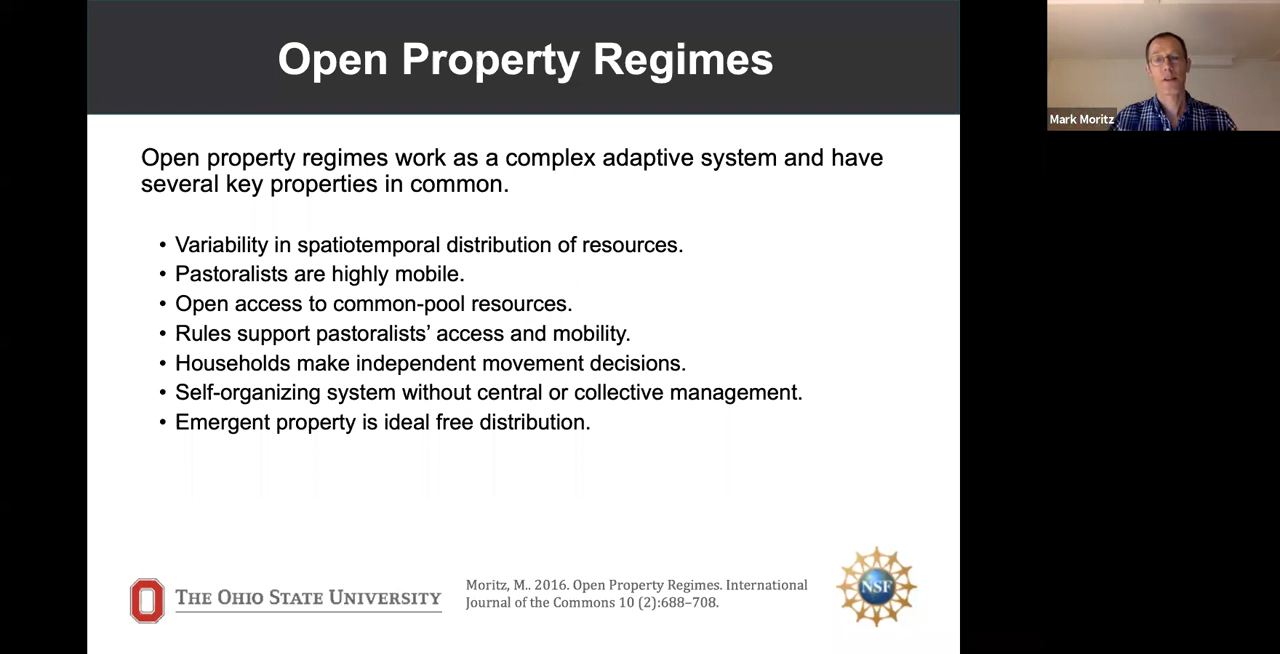 Open Property Regimes
Mark Moritz
Open property regimes work as a complex adaptive system and have
several key properties in common.
• Variability in spatiotemporal distribution of resources.
• Pastoralists are highly mobile.
• Open access to common-pool resources.
• Rules support pastoralists’ access and mobility.
• Households make independent movement decisions.
• Self-organizing system without central or collective management.
• Emergent property is ideal free distribution.
THE OHIO STATE UNIVERSITY
Moritz, M.. 2016. Open Property Regimes. International
Journal of the Commons 10 (2):688–708.
NSF